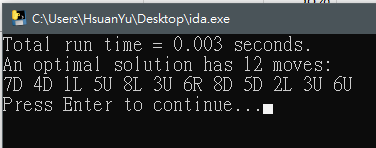 C:\Users\HsuanYu\Desktop\ida.exe
Total run time = 0.003 seconds.
An optimal solution has 12 moves:
7D 4D 1L 5U 8L 3U 6R 8D 5D 2L 3U 6U
Press Enter to continue...